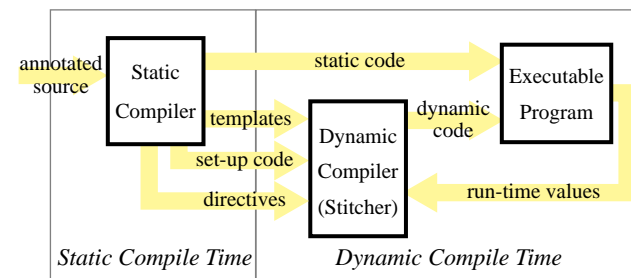 annotated
source
Static
Compiler
static code
Executable
Program
templates
set-up code
directives
Dynamic
Compiler
(Stitcher)
dynamic
code
run-time values
Static Compile Time
Dynamic Compile Time